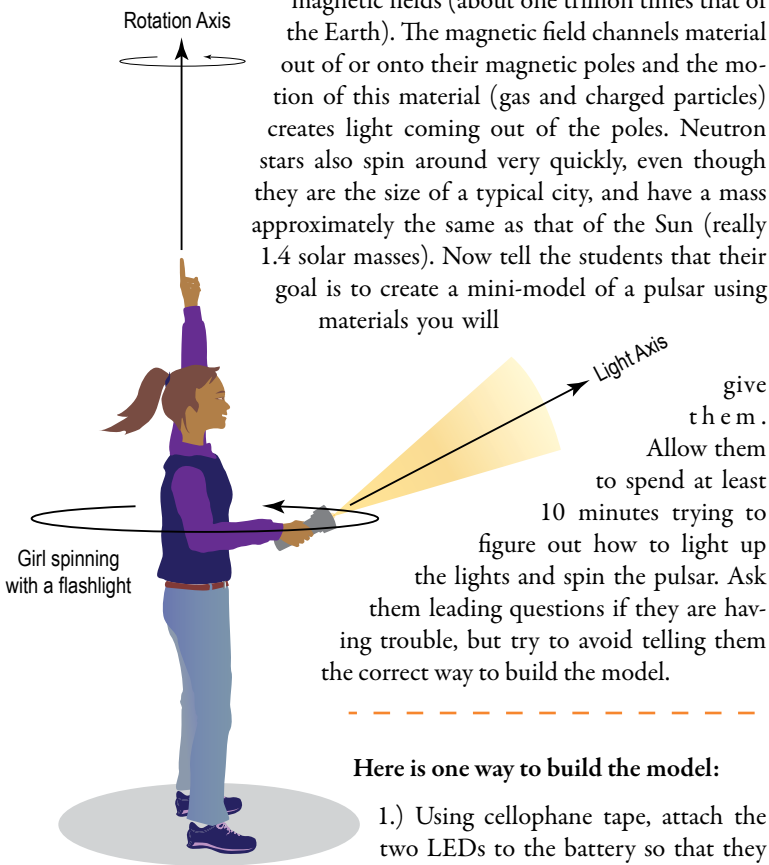 magnetic fields (about one trillion times that of
Rotation Axis
the Earth). The magnetic field channels material
out of or onto their magnetic poles and the mo-
tion of this material (gas and charged particles)
creates light coming out of the poles. Neutron
stars also spin around very quickly, even though
they are the size of a typical city, and have a mass
approximately the same as that of the Sun (really
1.4 solar masses). Now tell the students that their
goal is to create a mini-model of a pulsar using
materials you will
Light Axis
give
them.
Allow them
to spend at least
10 minutes trying to
figure out how to light up
the lights and spin the pulsar. Ask
them leading questions if they are hav-
ing trouble, but try to avoid telling them
the correct way to build the model.
Girl spinning
with a flashlight
Here is one way to build the model:
1.) Using cellophane tape, attach the
two LEDs to the battery so that they